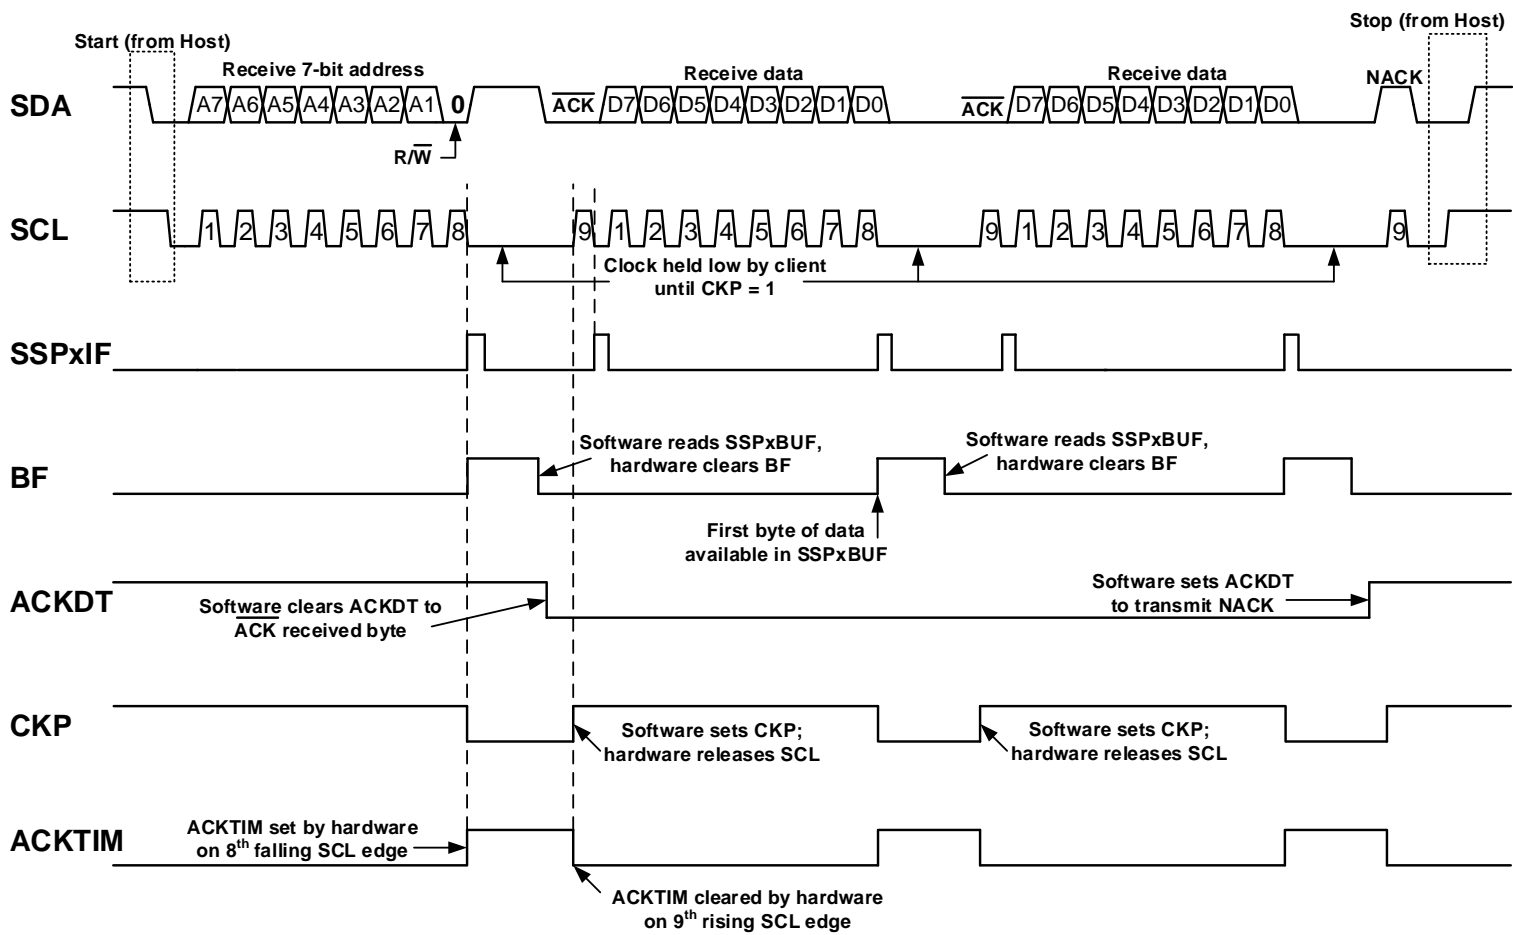 Stop (from Host)
Start (from Host)
Receive 7-bit address
Receive data
Receive data
NACK
SDA
A7 A6 A5 A4 A3 A2 A1 0 ACK D7 D6 D5 D4 D3 D2 D1 D0 ACK D7 D6 D5 D4 D3 D2 D1 D0
R/W
SCL
1 2 3 4 5 6 7 8 9 1 2 3 4 5 6 7 8 9 1 2 3 4 5 6 7 8 9
Clock held low by client
until CKP = 1
SSPxIF
BF
Software reads SSPxBUF,
hardware clears BF
Software reads SSPxBUF,
hardware clears BF
First byte of data
available in SSPxBUF
ACKDT
Software clears ACKDT to
ACK received byte
Software sets ACKDT
to transmit NACK
CKP
Software sets CKP;
hardware releases SCL
Software sets CKP;
hardware releases SCL
ACKTIM
ACKTIM set by hardware
on 8th falling SCL edge
ACKTIM cleared by hardware
on 9th rising SCL edge